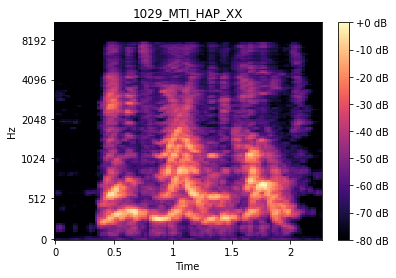 1029_MTI_HAP_XX
Hz
8192
4096
2048
1024
512
0
0
0.5
1
1.5
2
Time
+0 dB
-10 dB
-20 dB
-30 dB
-40 dB
-50 dB
-60 dB
-70 dB
-80 dB